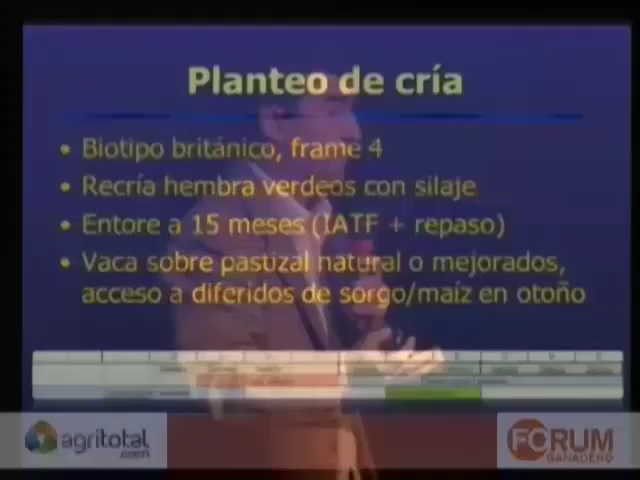 Planteo de cría
• Biotipo británico, frame 4
• Recría hembra verdeos con silaje
• Entore a 15 meses (IATF + repaso)
• Vaca sobre pastizal natural o mejorados,
acceso a diferidos de sorgo/maíz en otoño
agritotal
.com
FORUM
GANADERO